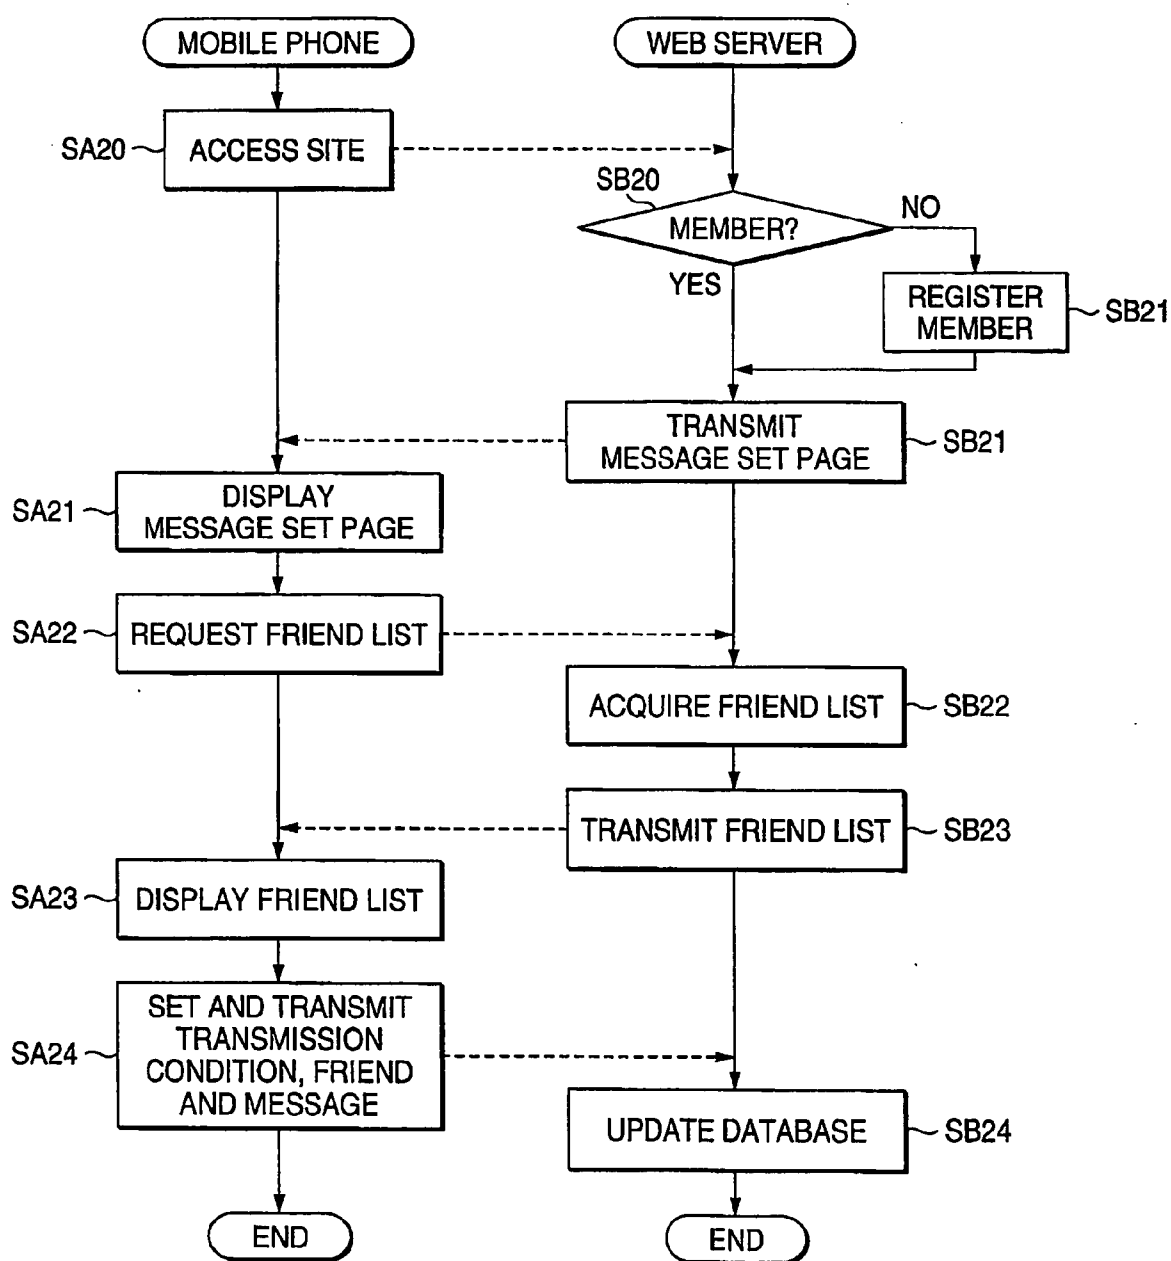 MOBILE PHONE
WEB SERVER
SA20
ACCESS SITE
SB20
MEMBER?
NO
YES
REGISTER
MEMBER
SB21
TRANSMIT
MESSAGE SET PAGE
SB21
SA21
DISPLAY
MESSAGE SET PAGE
SA22
REQUEST FRIEND LIST
ACQUIRE FRIEND LIST
SB22
TRANSMIT FRIEND LIST
SB23
SA23
DISPLAY FRIEND LIST
SA24
SET AND TRANSMIT
TRANSMISSION
CONDITION, FRIEND
AND MESSAGE
UPDATE DATABASE
SB24
END
END